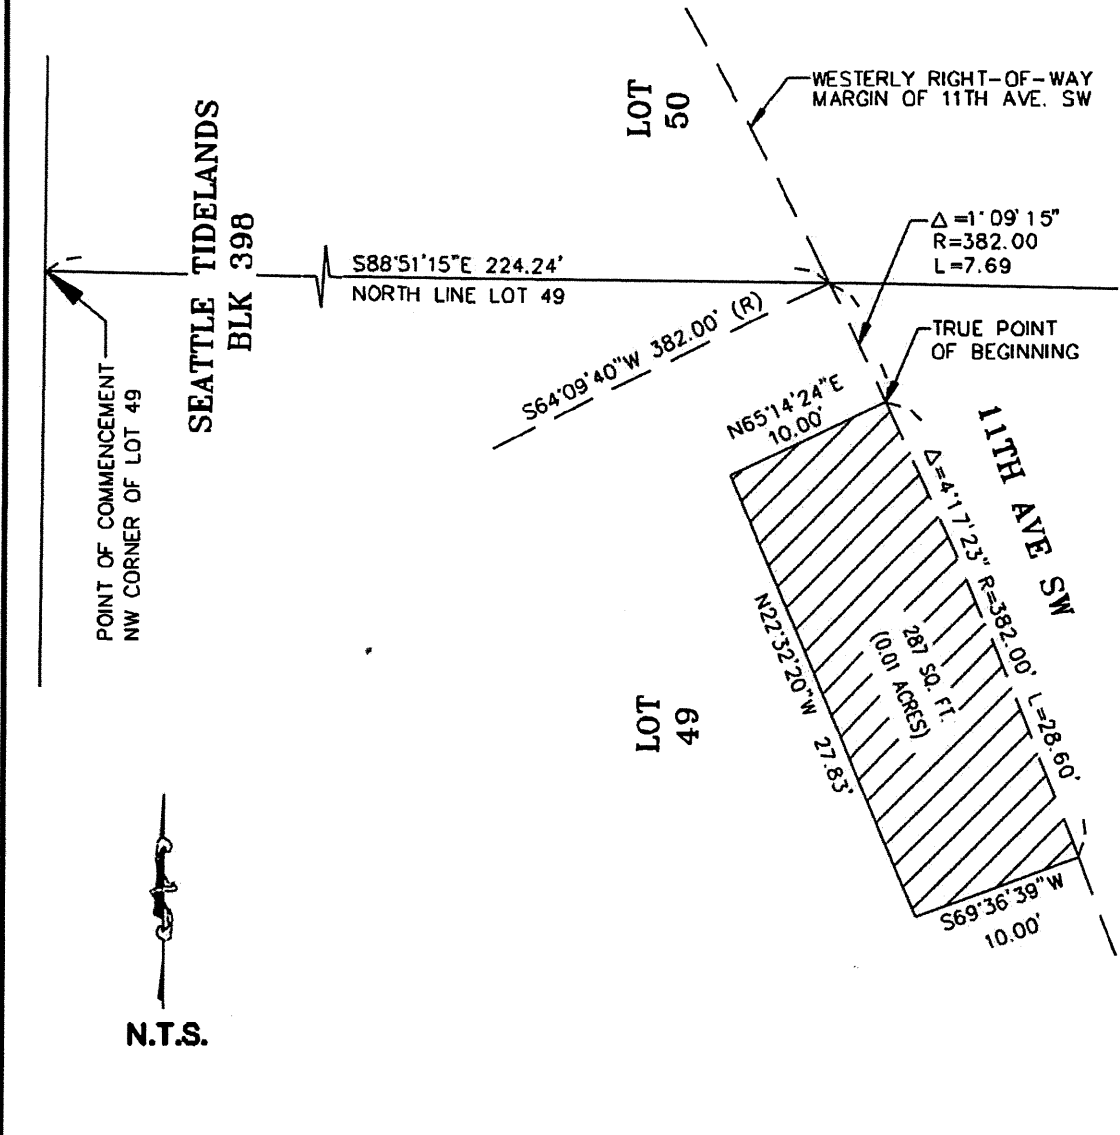 WESTERLY RIGHT-OF-WAY
MARGIN OF 11TH AVE. SW
LOT
50
SEATTLE TIDELANDS
BLK 398
Δ=1°09'15"
R=382.00
L=7.69
S88°51'15"E 224.24'
NORTH LINE LOT 49
S64°09'40"W 382.00' (R)
TRUE POINT
OF BEGINNING
POINT OF COMMENCEMENT
NW CORNER OF LOT 49
N65°14'24"E
10.00'
11TH AVE SW
Δ=4°17'23" R=382.00' L=28.60'
287 SQ. FT.
(0.01 ACRES)
N22°32'20"W 27.83'
LOT
49
S69°36'39"W
10.00'
N.T.S.